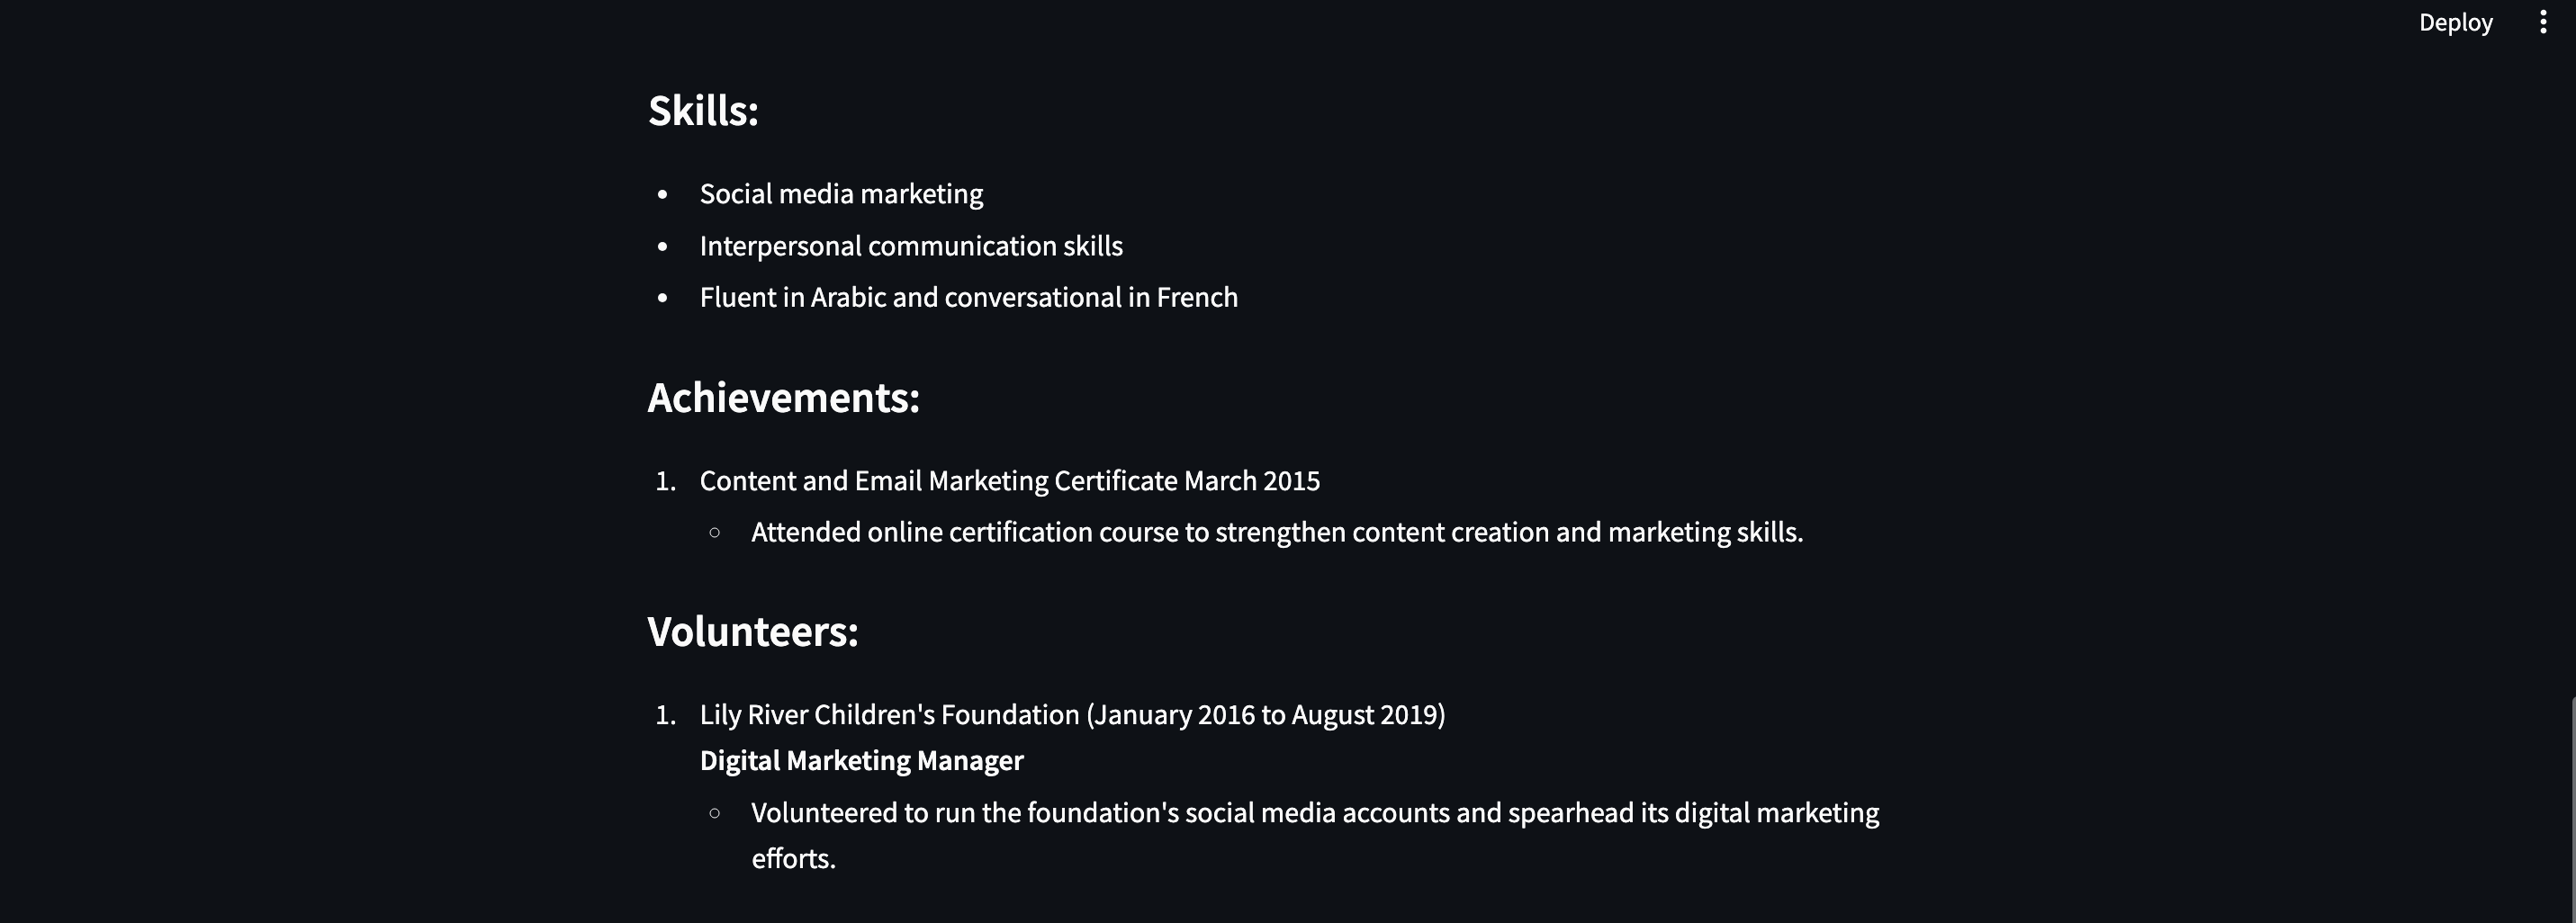 Deploy
Skills:
• Social media marketing
• Interpersonal communication skills
• Fluent in Arabic and conversational in French
Achievements:
1. Content and Email Marketing Certificate March 2015
○ Attended online certification course to strengthen content creation and marketing skills.
Volunteers:
1. Lily River Children's Foundation (January 2016 to August 2019)
Digital Marketing Manager
○ Volunteered to run the foundation's social media accounts and spearhead its digital marketing
efforts.